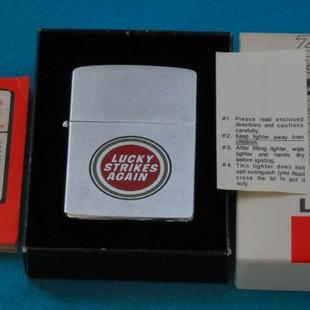 LUCKY
STRIKES
AGAIN
#1. Please read enclosed
directions and cautions
carefully.
#2. Keep lighter away from
children.
#3. After filling lighter, wipe
lighter and hands dry
before igniting.
#4. This lighter does not
self-extinguish (you must
close the lid to put it
out).